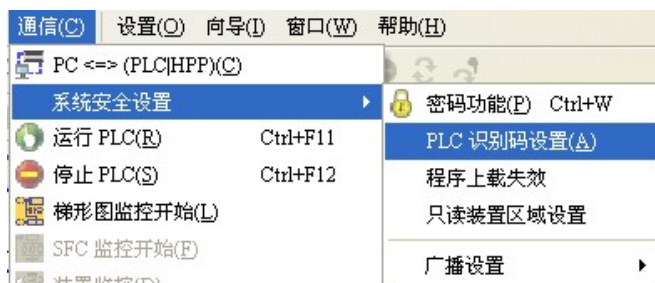 通信(C) 设置(O) 向导(I) 窗口(W) 帮助(H)
PC <=> (PLC|HPP)(C)
系统安全设置
运行 PLC(R) Ctrl+F11
停止 PLC(S) Ctrl+F12
梯形图监控开始(L)
SFC 监控开始(F)
密码功能(P) Ctrl+W
PLC 识别码设置(A)
程序上载失效
只读装置区域设置
广播设置